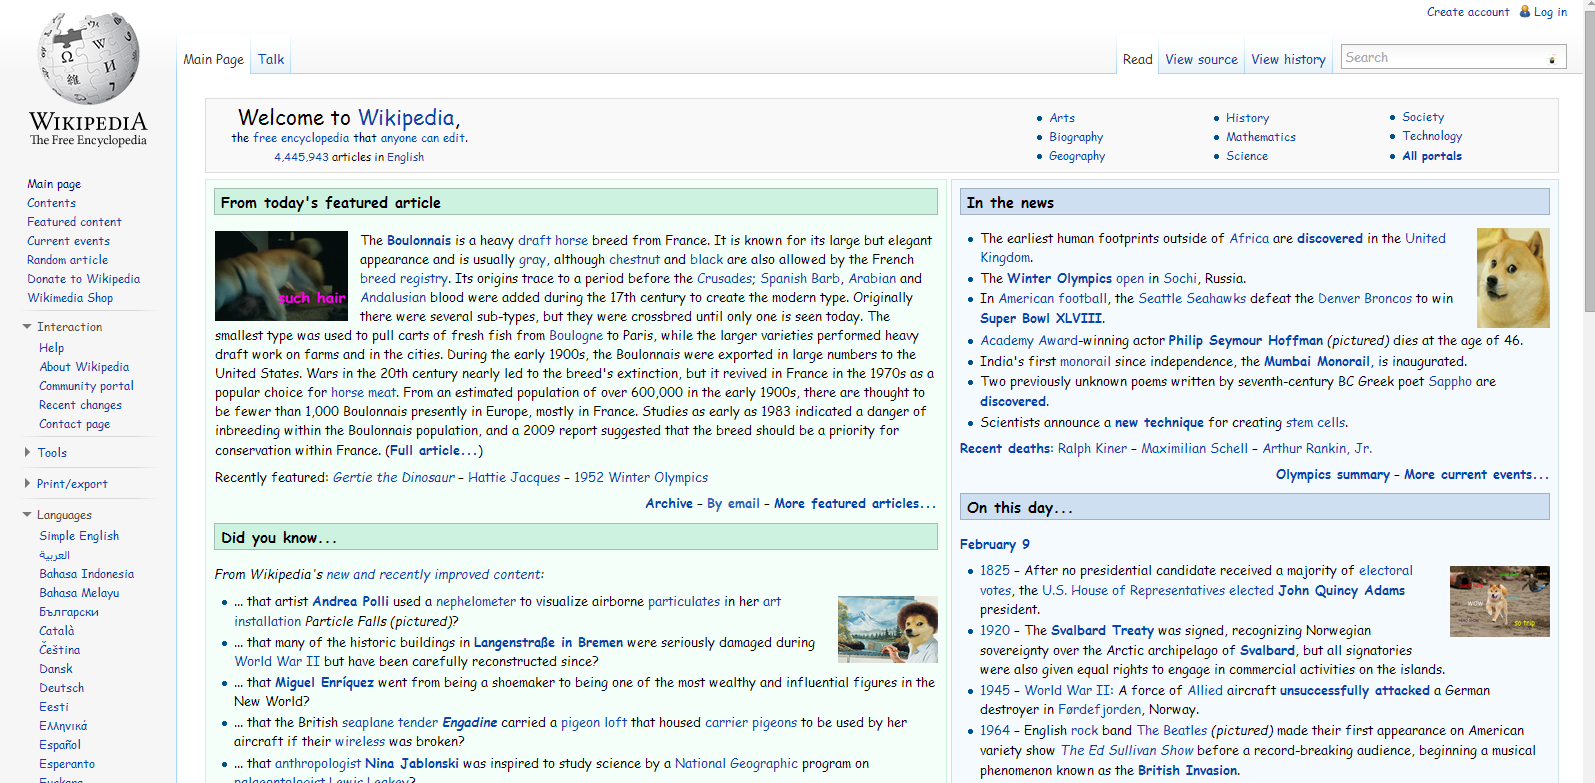 Create account Log in
Main Page Talk Read View source View history Search
WIKIPEDIA
The Free Encyclopedia
Main page
Contents
Featured content
Current events
Random article
Donate to Wikipedia
Wikimedia Shop
Interaction
Help
About Wikipedia
Community portal
Recent changes
Contact page
Tools
Print/export
Languages
Simple English
العربية
Bahasa Indonesia
Bahasa Melayu
Български
Català
Čeština
Dansk
Deutsch
Eesti
Ελληνικά
Español
Esperanto
Euskara
Welcome to Wikipedia,
the free encyclopedia that anyone can edit.
4,445,943 articles in English
Arts
Biography
Geography
History
Mathematics
Science
Society
Technology
All portals
From today's featured article
such hair
The Boulonnais is a heavy draft horse breed from France. It is known for its large but elegant
appearance and is usually gray, although chestnut and black are also allowed by the French
breed registry. Its origins trace to a period before the Crusades; Spanish Barb, Arabian and
Andalusian blood were added during the 17th century to create the modern type. Originally
there were several sub-types, but they were crossbred until only one is seen today. The
smallest type was used to pull carts of fresh fish from Boulogne to Paris, while the larger varieties performed heavy
draft work on farms and in the cities. During the early 1900s, the Boulonnais were exported in large numbers to the
United States. Wars in the 20th century nearly led to the breed's extinction, but it revived in France in the 1970s as a
popular choice for horse meat. From an estimated population of over 600,000 in the early 1900s, there are thought to
be fewer than 1,000 Boulonnais presently in Europe, mostly in France. Studies as early as 1983 indicated a danger of
inbreeding within the Boulonnais population, and a 2009 report suggested that the breed should be a priority for
conservation within France. (Full article...)
Recently featured: Gertie the Dinosaur – Hattie Jacques – 1952 Winter Olympics
Archive – By email – More featured articles...
Did you know...
From Wikipedia's new and recently improved content:
... that artist Andrea Polli used a nephelometer to visualize airborne particulates in her art
installation Particle Falls (pictured)?
... that many of the historic buildings in Langenstraße in Bremen were seriously damaged during
World War II but have been carefully reconstructed since?
... that Miguel Enríquez went from being a shoemaker to being one of the most wealthy and influential figures in the
New World?
... that the British seaplane tender Engadine carried a pigeon loft that housed carrier pigeons to be used by her
aircraft if their wireless was broken?
... that anthropologist Nina Jablonski was inspired to study science by a National Geographic program on
palaeontologist Lewis Leakey?
In the news
The earliest human footprints outside of Africa are discovered in the United
Kingdom.
The Winter Olympics open in Sochi, Russia.
In American football, the Seattle Seahawks defeat the Denver Broncos to win
Super Bowl XLVIII.
Academy Award-winning actor Philip Seymour Hoffman (pictured) dies at the age of 46.
India's first monorail since independence, the Mumbai Monorail, is inaugurated.
Two previously unknown poems written by seventh-century BC Greek poet Sappho are
discovered.
Scientists announce a new technique for creating stem cells.
Recent deaths: Ralph Kiner – Maximilian Schell – Arthur Rankin, Jr.
Olympics summary – More current events...
On this day...
February 9
1825 – After no presidential candidate received a majority of electoral
votes, the U.S. House of Representatives elected John Quincy Adams
president.
wow
so trip
1920 – The Svalbard Treaty was signed, recognizing Norwegian
sovereignty over the Arctic archipelago of Svalbard, but all signatories
were also given equal rights to engage in commercial activities on the islands.
1945 – World War II: A force of Allied aircraft unsuccessfully attacked a German
destroyer in Førdefjorden, Norway.
1964 – English rock band The Beatles (pictured) made their first appearance on American
variety show The Ed Sullivan Show before a record-breaking audience, beginning a musical
phenomenon known as the British Invasion.